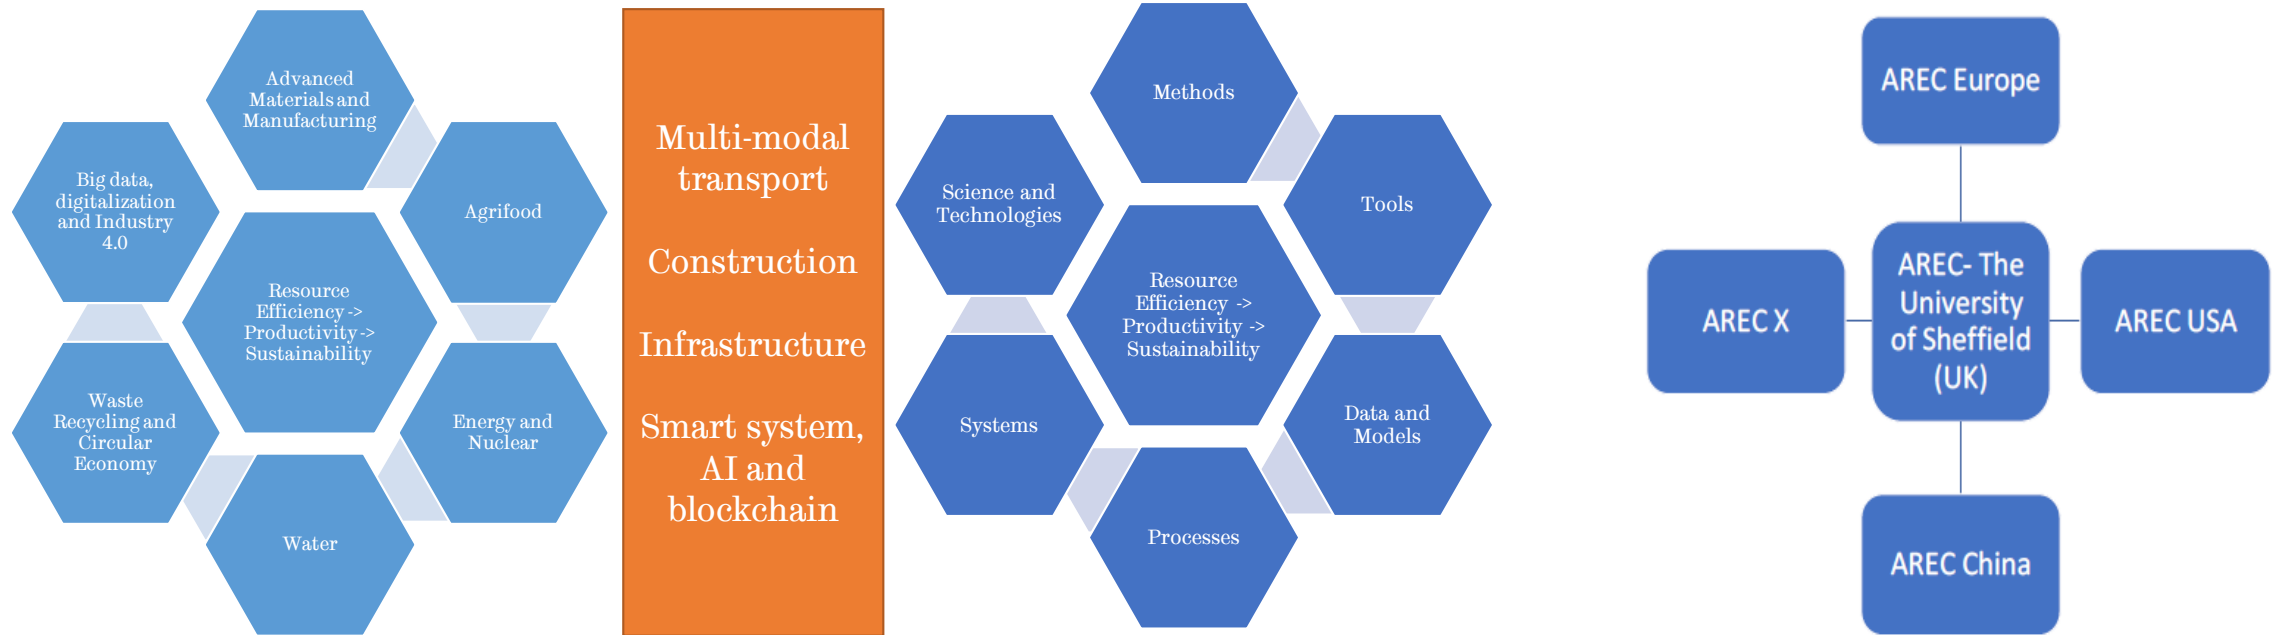 Advanced
Materials and
Manufacturing
Agrifood
Energy and
Nuclear
Water
Waste
Recycling and
Circular
Economy
Big data,
digitalization
and Industry
4.0
Resource
Efficiency ->
Productivity ->
Sustainability
Multi-modal
transport
Construction
Infrastructure
Smart system,
AI and
blockchain
Methods
Tools
Data and
Models
Processes
Systems
Science and
Technologies
Resource
Efficiency ->
Productivity ->
Sustainability
AREC Europe
AREC X
AREC- The
University
of Sheffield
(UK)
AREC USA
AREC China